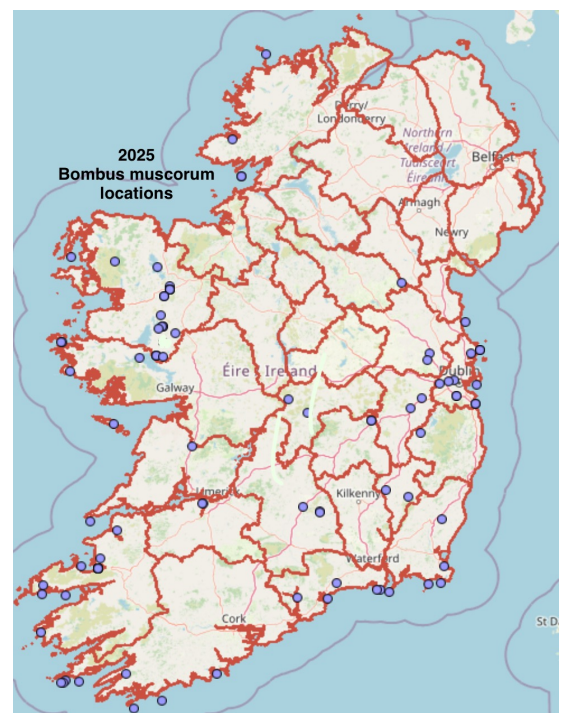 Derry/
Londonderry
Northern
Ireland /
Tuaisceart
Éireann
Belfast
2025
Bombus muscorum
locations
Armagh
Newry
Éire / Ireland
Dublin
Galway
Limerick
Kilkenny
Waterford
Cork
St D